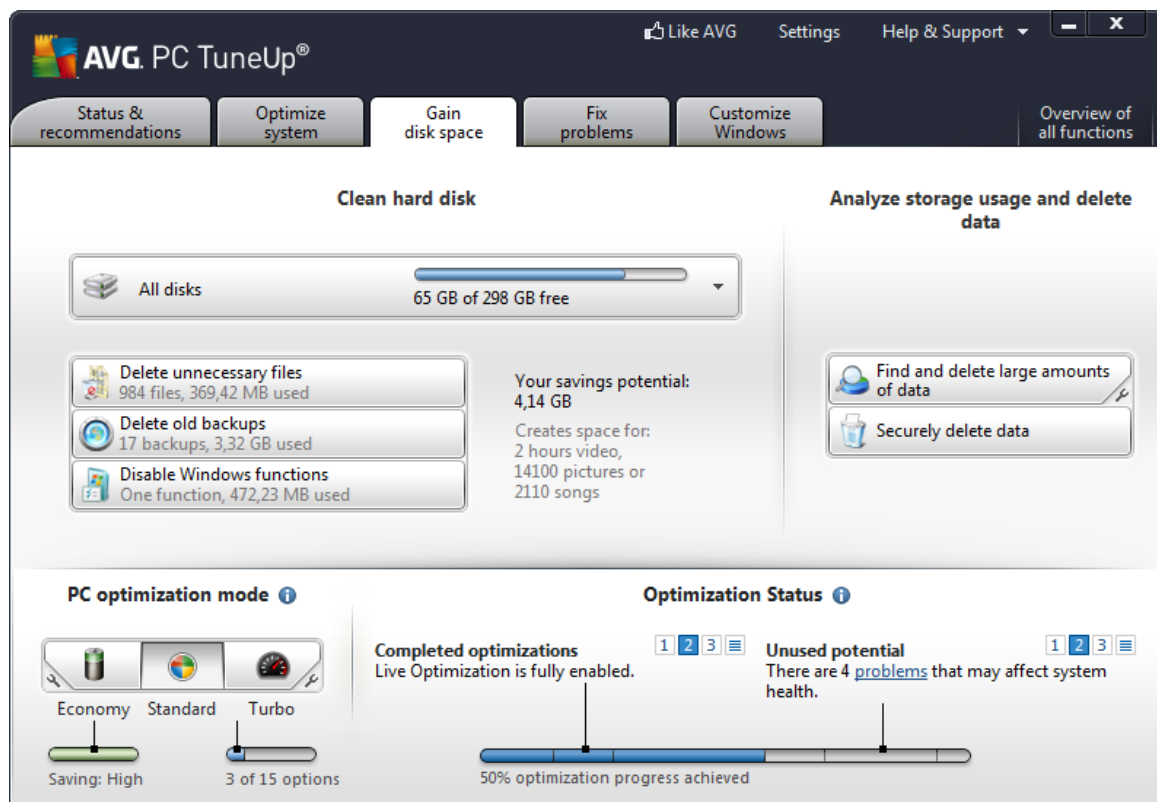 AVG. PC TuneUp®
Like AVG
Settings
Help & Support
X
Status &
recommendations
Optimize
system
Gain
disk space
Fix
problems
Customize
Windows
Overview of
all functions
Clean hard disk
All disks
65 GB of 298 GB free
Delete unnecessary files
984 files, 369,42 MB used
Delete old backups
17 backups, 3,32 GB used
Disable Windows functions
One function, 472,23 MB used
Your savings potential:
4,14 GB
Creates space for:
2 hours video,
14100 pictures or
2110 songs
Analyze storage usage and delete
data
Find and delete large amounts
of data
Securely delete data
PC optimization mode
Economy
Standard
Turbo
Saving: High
3 of 15 options
Optimization Status
Completed optimizations
1 2 3
Live Optimization is fully enabled.
Unused potential
1 2 3
There are 4 problems that may affect system
health.
50% optimization progress achieved